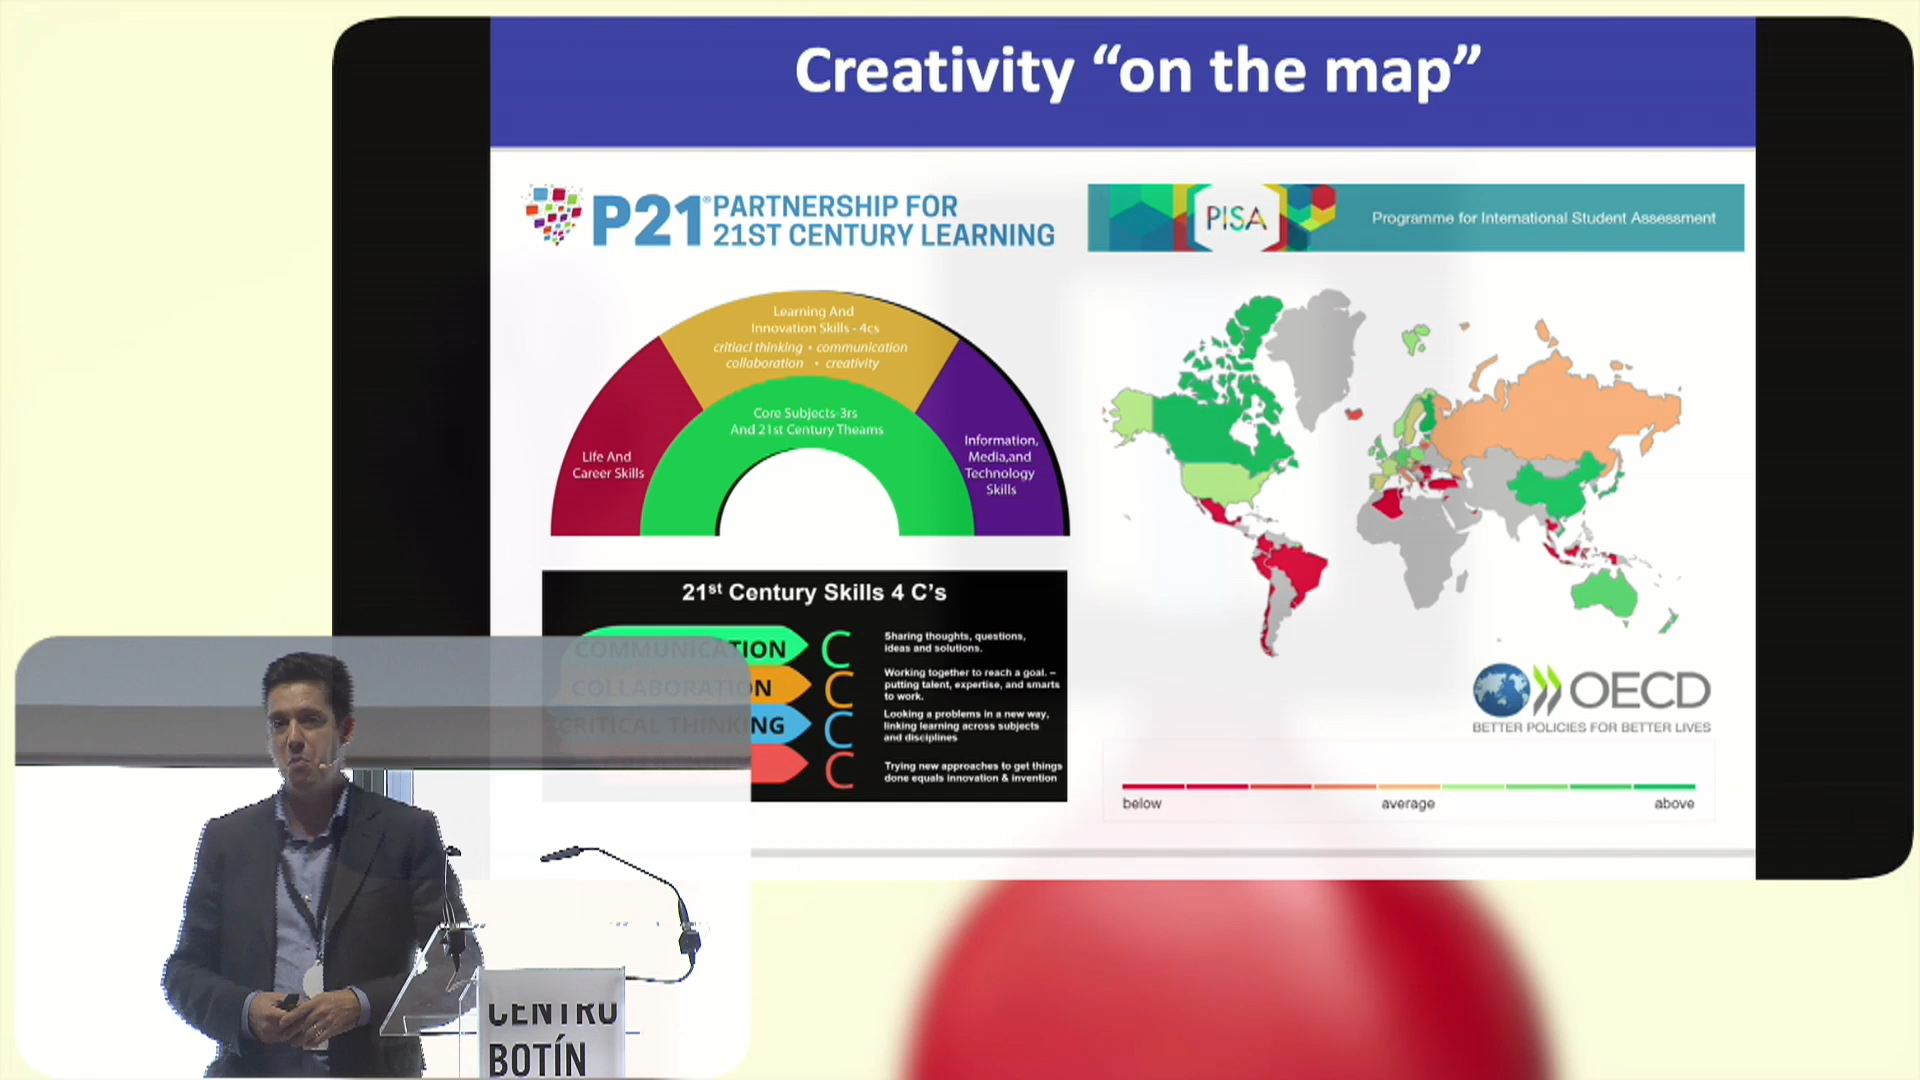 Creativity “on the map”
P21® PARTNERSHIP FOR
21ST CENTURY LEARNING
PISA
Programme for International Student Assessment
Learning And
Innovation Skills - 4cs
critiacl thinking • communication
collaboration • creativity
Core Subjects-3rs
And 21st Century Theams
Life And
Career Skills
Information,
Media,and
Technology
Skills
21st Century Skills 4 C’s
COMMUNICATION
C
Sharing thoughts, questions,
ideas and solutions.
COLLABORATION
C
Working together to reach a goal. –
putting talent, expertise, and smarts
to work.
CRITICAL THINKING
C
Looking a problems in a new way,
linking learning across subjects
and disciplines
C
Trying new approaches to get things
done equals innovation & invention
OECD
BETTER POLICIES FOR BETTER LIVES
below
average
above
CENTRO
BOTÍN